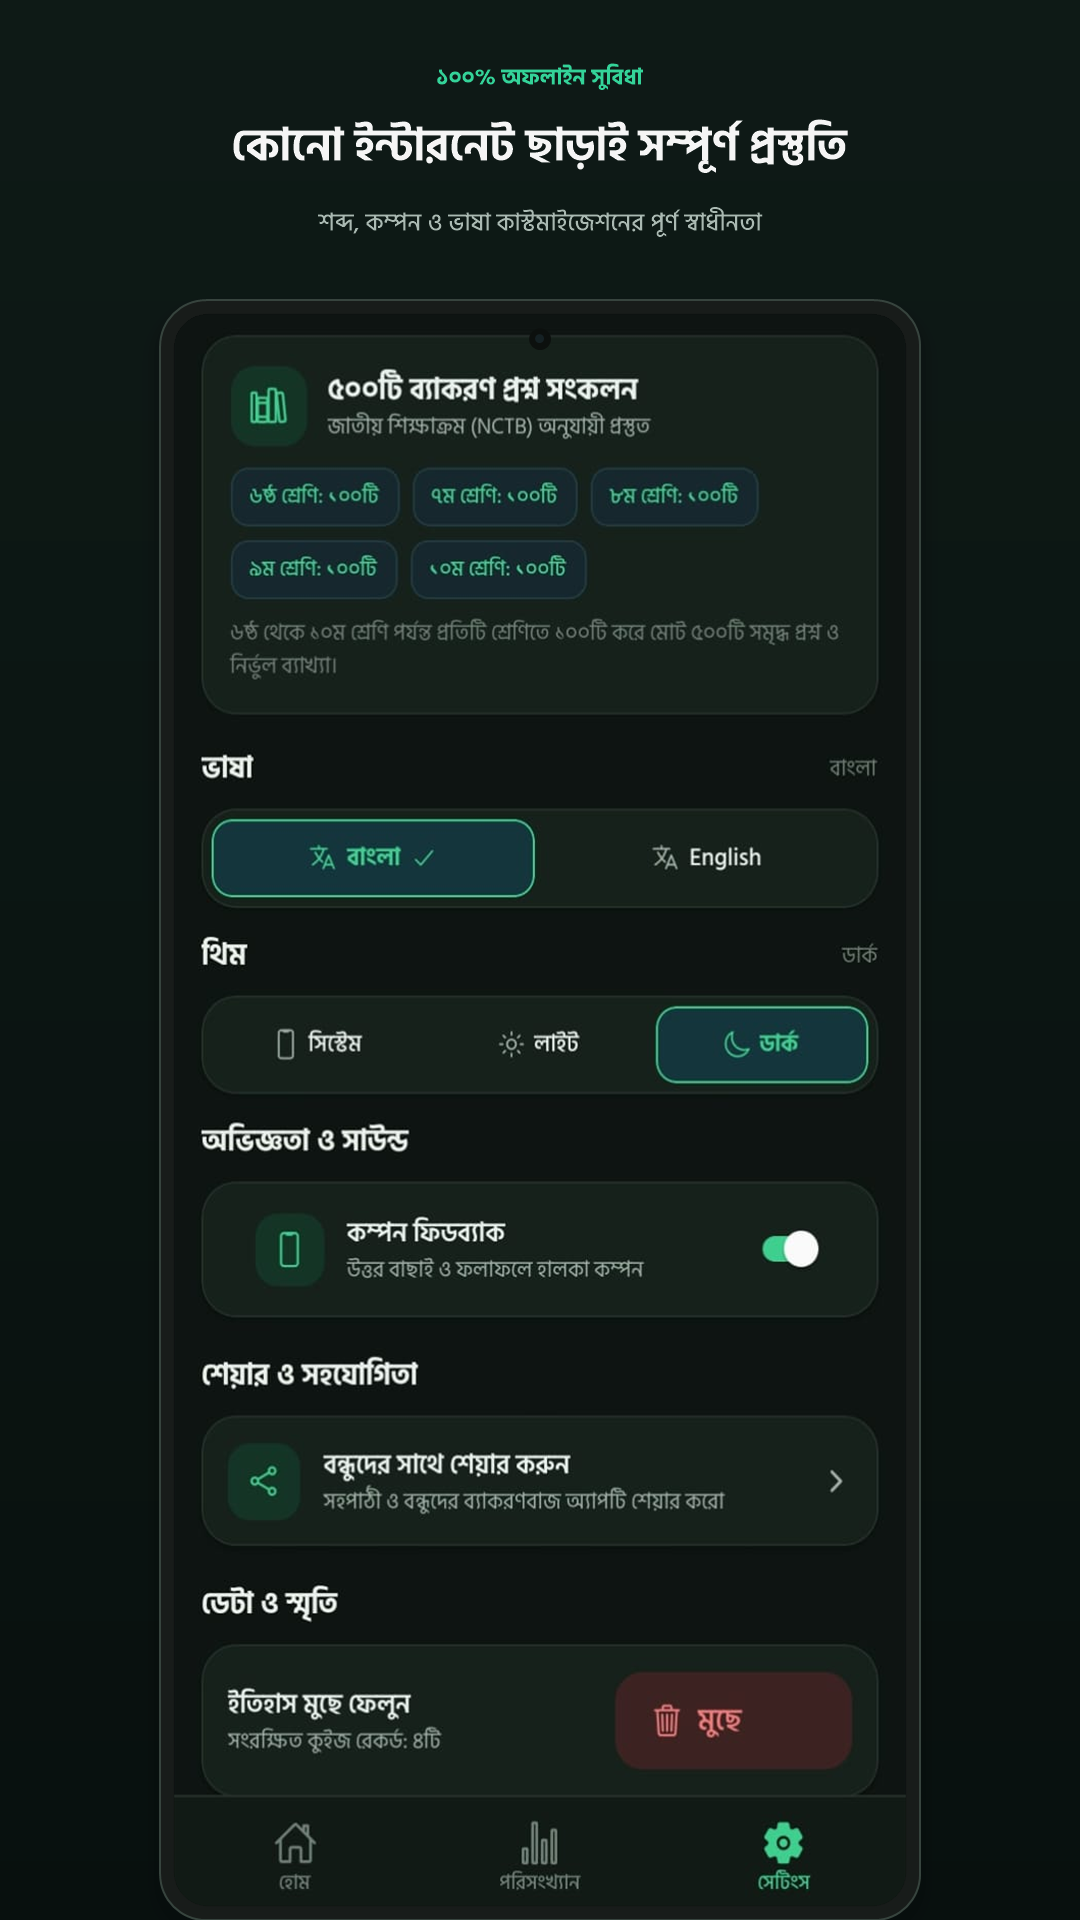 ১০০% অফলাইন সুবিধা
কোনো ইন্টারনেট ছাড়াই সম্পূর্ণ প্রস্তুতি
শব্দ, কম্পন ও ভাষা কাস্টমাইজেশনের পূর্ণ স্বাধীনতা
৫০০টি ব্যাকরণ প্রশ্ন সংকলন
জাতীয় শিক্ষাক্রম (NCTB) অনুযায়ী প্রস্তুত
৬ষ্ঠ শ্রেণি: ১০০টি
৭ম শ্রেণি: ১০০টি
৮ম শ্রেণি: ১০০টি
৯ম শ্রেণি: ১০০টি
১০ম শ্রেণি: ১০০টি
৬ষ্ঠ থেকে ১০ম শ্রেণি পর্যন্ত প্রতিটি শ্রেণিতে ১০০টি করে মোট ৫০০টি সমৃদ্ধ প্রশ্ন ও
নির্ভুল ব্যাখ্যা।
ভাষা
বাংলা
বাংলা
English
থিম
ডার্ক
সিস্টেম
লাইট
ডার্ক
অভিজ্ঞতা ও সাউন্ড
কম্পন ফিডব্যাক
উত্তর বাছাই ও ফলাফলে হালকা কম্পন
শেয়ার ও সহযোগিতা
বন্ধুদের সাথে শেয়ার করুন
সহপাঠী ও বন্ধুদের ব্যাকরণবাজ অ্যাপটি শেয়ার করো
ডেটা ও স্মৃতি
ইতিহাস মুছে ফেলুন
সংরক্ষিত কুইজ রেকর্ড: ৪টি
মুছে
হোম
পরিসংখ্যান
সেটিংস